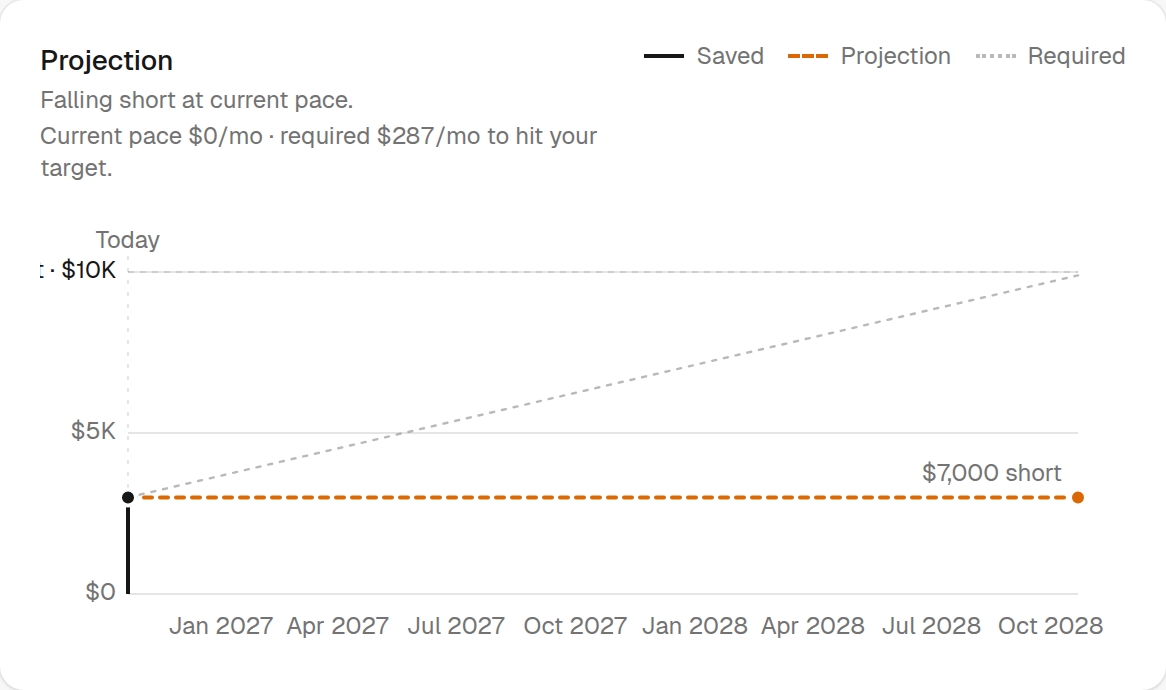 Projection
Saved
Projection
Required
Falling short at current pace.
Current pace $0/mo · required $287/mo to hit your
target.
Today
t · $10K
$5K
$7,000 short
$0
Jan 2027
Apr 2027
Jul 2027
Oct 2027
Jan 2028
Apr 2028
Jul 2028
Oct 2028